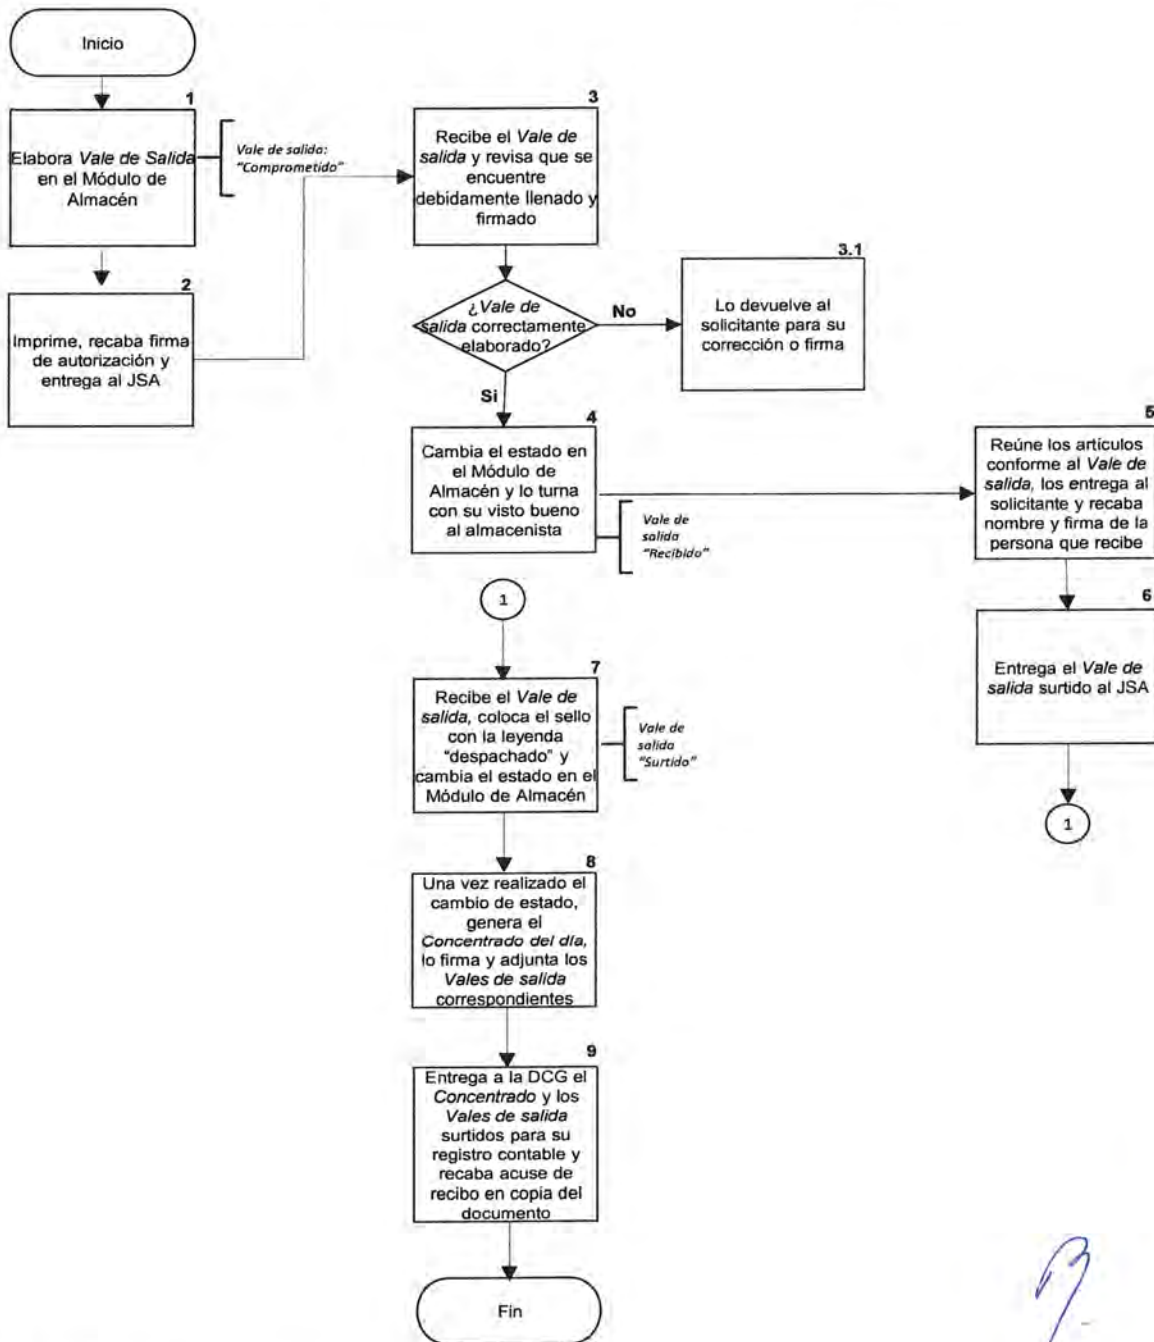 Inicio
1
Elabora Vale de Salida
en el Módulo de
Almacén
Vale de salida:
"Comprometido"
2
Imprime, recaba firma
de autorización y
entrega al JSA
3
Recibe el Vale de
salida y revisa que se
encuentre
debidamente llenado y
firmado
¿Vale de
salida correctamente
elaborado?
No
3.1
Lo devuelve al
solicitante para su
corrección o firma
Si
4
Cambia el estado en
el Módulo de
Almacén y lo turna
con su visto bueno
al almacenista
Vale de
salida
"Recibido"
5
Reúne los artículos
conforme al Vale de
salida, los entrega al
solicitante y recaba
nombre y firma de la
persona que recibe
6
Entrega el Vale de
salida surtido al JSA
1
1
7
Recibe el Vale de
salida, coloca el sello
con la leyenda
"despachado" y
cambia el estado en el
Módulo de Almacén
Vale de
salida
"Surtido"
8
Una vez realizado el
cambio de estado,
genera el
Concentrado del día,
lo firma y adjunta los
Vales de salida
correspondientes
9
Entrega a la DCG el
Concentrado y los
Vales de salida
surtidos para su
registro contable y
recaba acuse de
recibo en copia del
documento
Fin